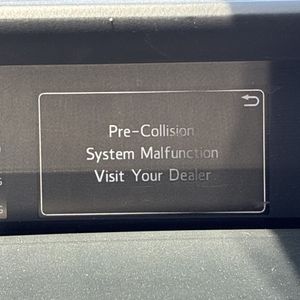 Pre-Collision
System Malfunction
Visit Your Dealer